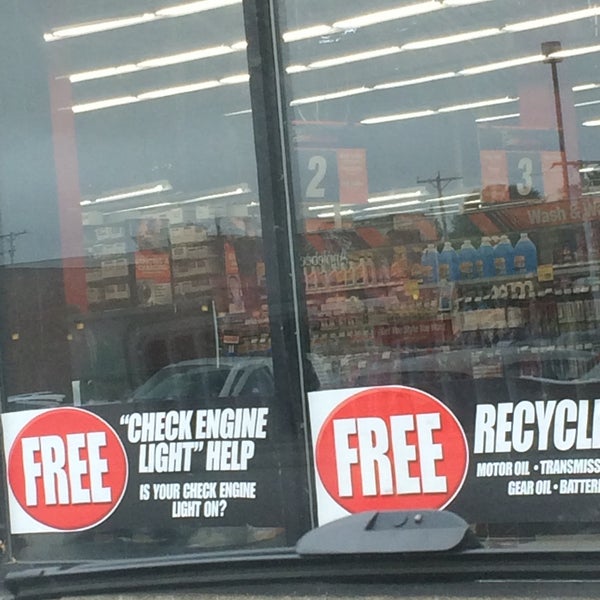 2
3
Wash & W
FREE
"CHECK ENGINE
LIGHT" HELP
IS YOUR CHECK ENGINE
LIGHT ON?
FREE
RECYCL
MOTOR OIL • TRANSMISS
GEAR OIL • BATTER